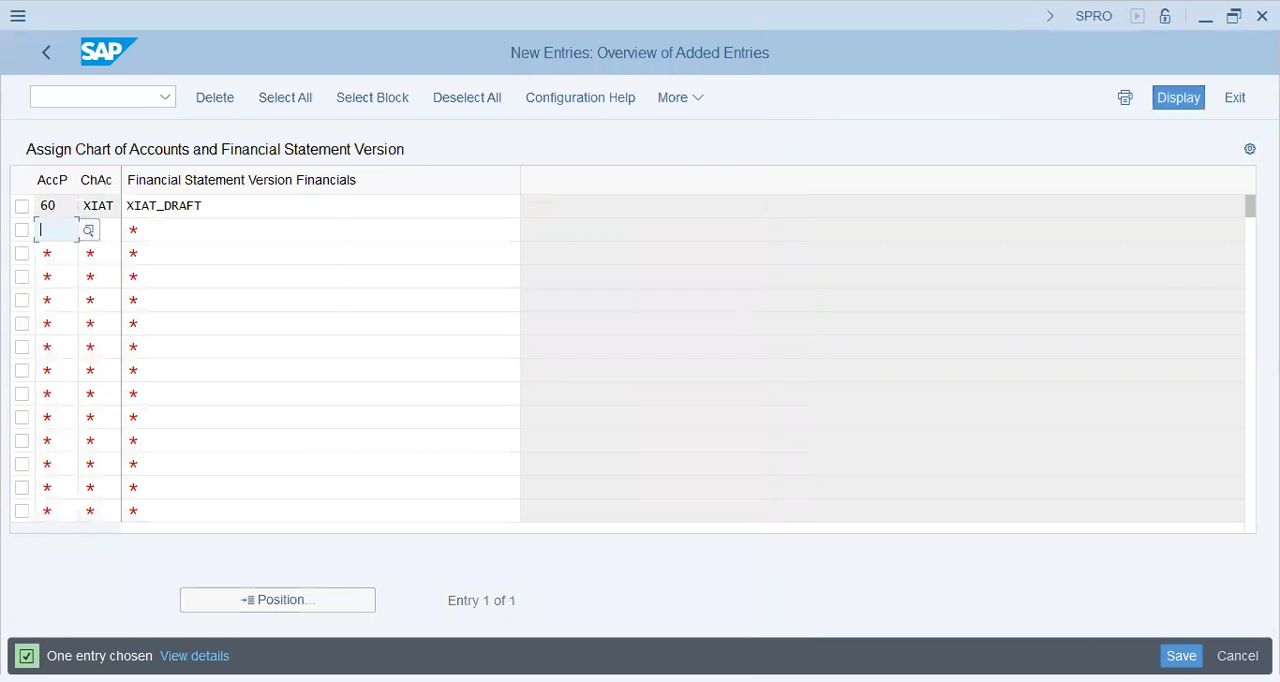 SPRO
SAP
New Entries: Overview of Added Entries
Delete Select All Select Block Deselect All Configuration Help More Display Exit
Assign Chart of Accounts and Financial Statement Version
AccP ChAc Financial Statement Version Financials
60 XIAT XIAT_DRAFT
*
* * *
* * *
* * *
* * *
* * *
* * *
* * *
* * *
* * *
* * *
* * *
* * *
Position...
Entry 1 of 1
One entry chosen View details Save Cancel